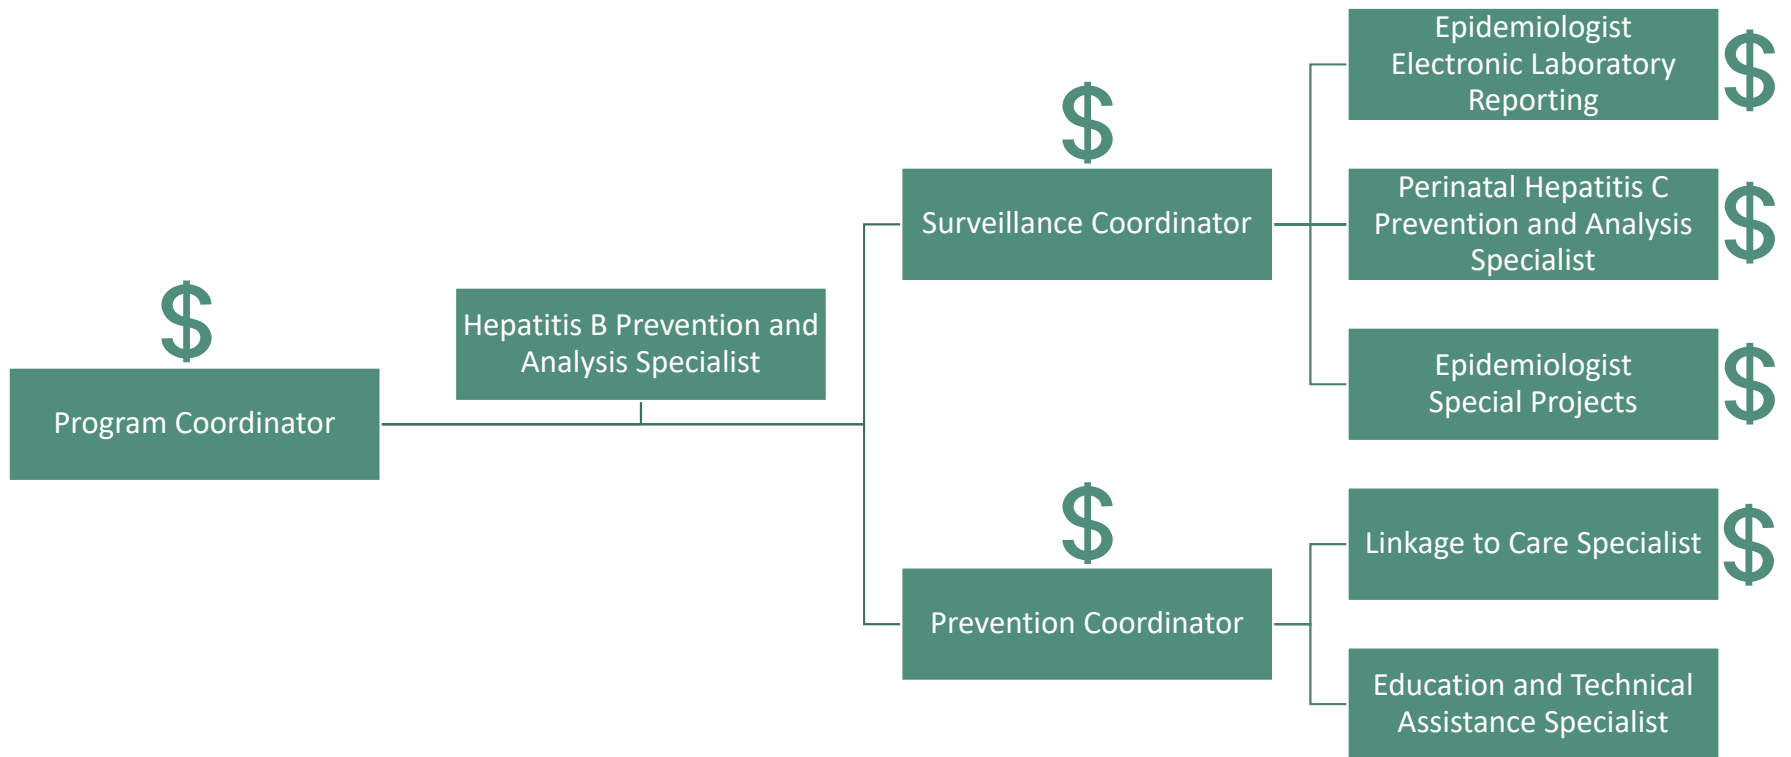 $
Program Coordinator
Hepatitis B Prevention and
Analysis Specialist
$
Surveillance Coordinator
$
Prevention Coordinator
Epidemiologist
Electronic Laboratory
Reporting
$
Perinatal Hepatitis C
Prevention and Analysis
Specialist
$
Epidemiologist
Special Projects
$
Linkage to Care Specialist
$
Education and Technical
Assistance Specialist